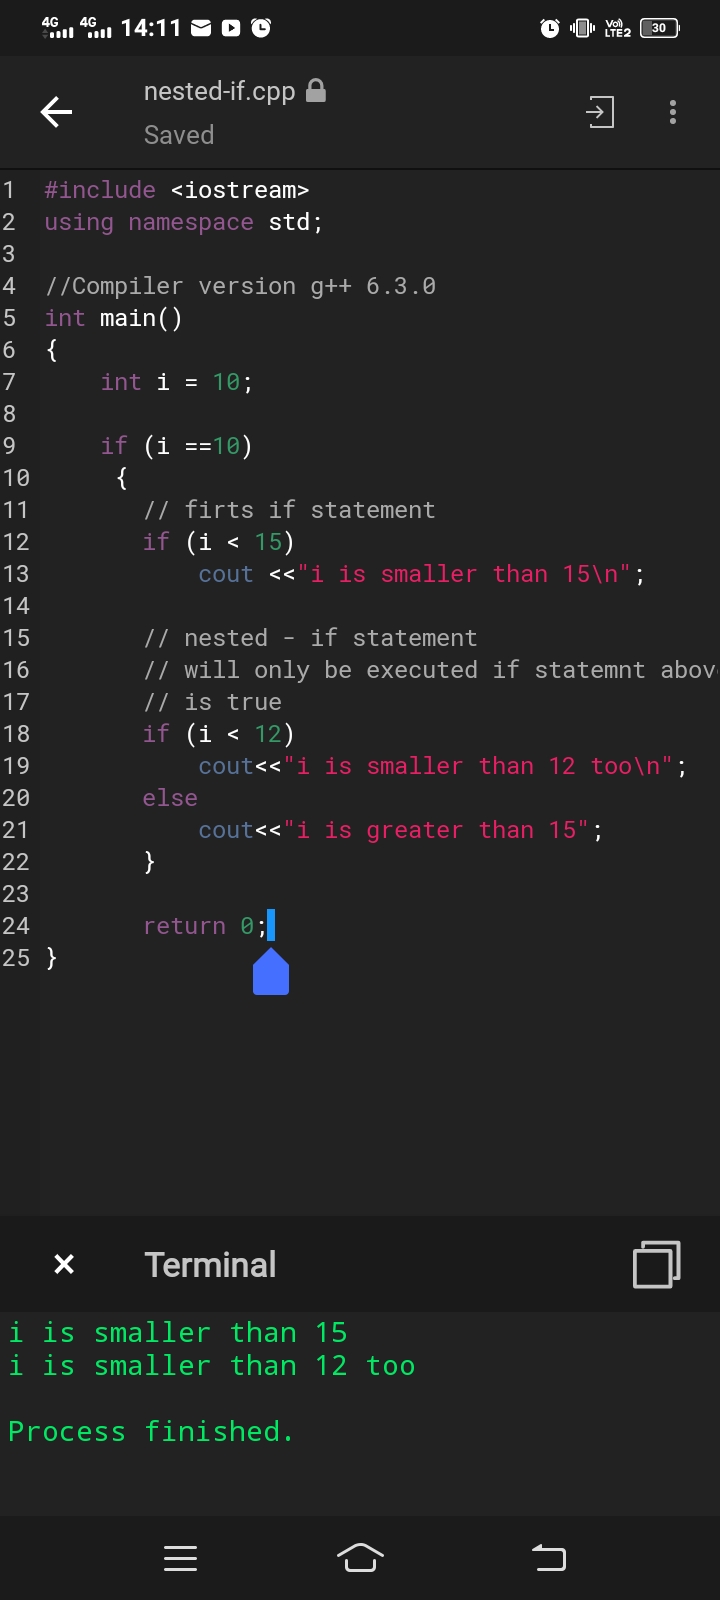 4G 4G 14:11 Vo) LTE2 30
nested-if.cpp
Saved
1 #include <iostream>
2 using namespace std;
3
4 //Compiler version g++ 6.3.0
5 int main()
6 {
7     int i = 10;
8
9     if (i ==10)
10      {
11        // firts if statement
12        if (i < 15)
13            cout <<"i is smaller than 15\n";
14
15        // nested - if statement
16        // will only be executed if statemnt abov
17        // is true
18        if (i < 12)
19            cout<<"i is smaller than 12 too\n";
20        else
21            cout<<"i is greater than 15";
22        }
23
24        return 0;
25 }
Terminal
i is smaller than 15
i is smaller than 12 too
Process finished.